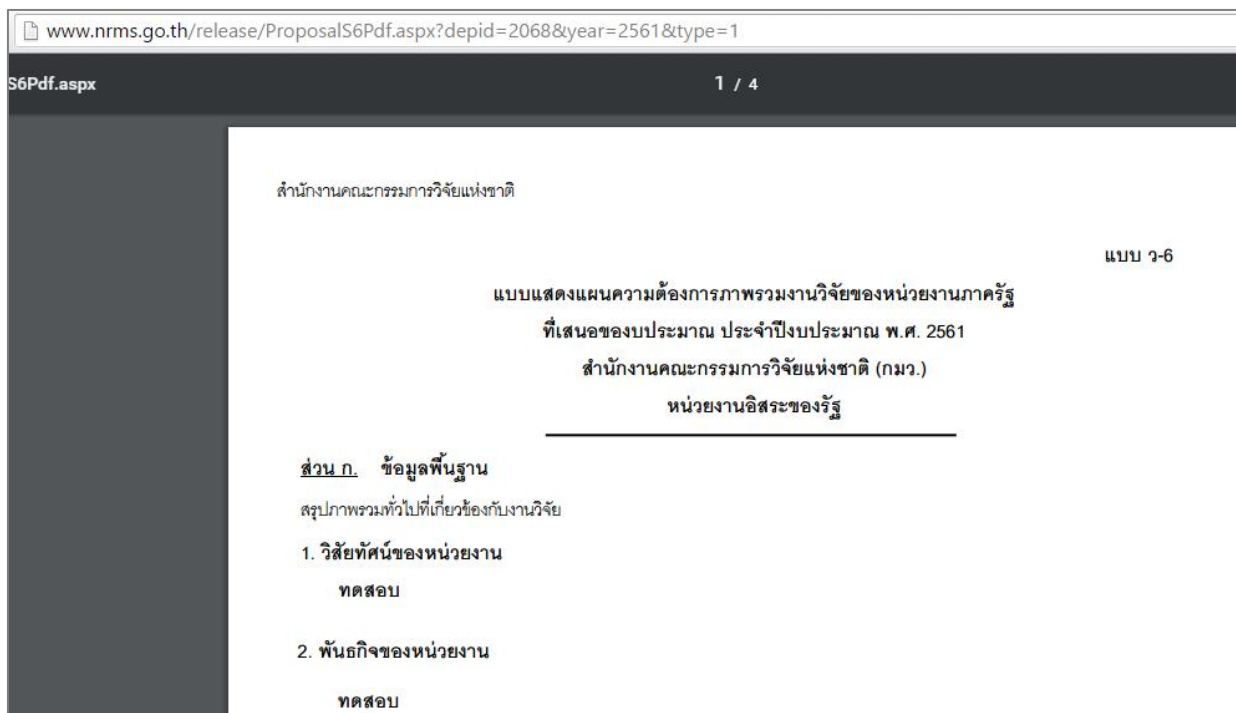 www.nrms.go.th/release/ProposalS6Pdf.aspx?depid=2068&year=2561&type=1
S6Pdf.aspx 1 / 4
สำนักงานคณะกรรมการวิจัยแห่งชาติ
แบบ ว-6
แบบแสดงแผนความต้องการภาพรวมงานวิจัยของหน่วยงานภาครัฐ
ที่เสนอของบประมาณ ประจำปีงบประมาณ พ.ศ. 2561
สำนักงานคณะกรรมการวิจัยแห่งชาติ (กมว.)
หน่วยงานอิสระของรัฐ
ส่วน ก. ข้อมูลพื้นฐาน
สรุปภาพรวมทั่วไปที่เกี่ยวข้องกับงานวิจัย
1. วิสัยทัศน์ของหน่วยงาน
ทดสอบ
2. พันธกิจของหน่วยงาน
ทดสอบ